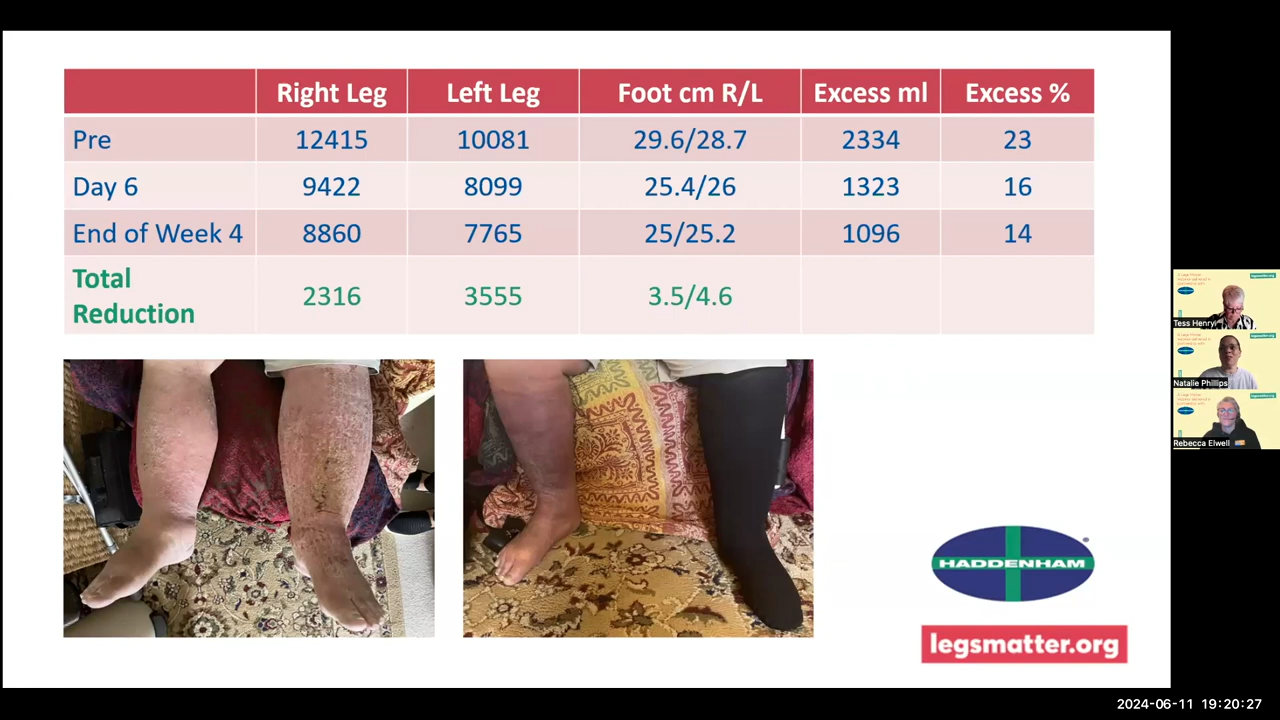 Right Leg Left Leg Foot cm R/L Excess ml Excess %
Pre 12415 10081 29.6/28.7 2334 23
Day 6 9422 8099 25.4/26 1323 16
End of Week 4 8860 7765 25/25.2 1096 14
Total
Reduction 2316 3555 3.5/4.6
HADDENHAM
legsmatter.org
Tess Henry
Natalie Phillips
Rebecca Elwell
2024-06-11 19:20:27